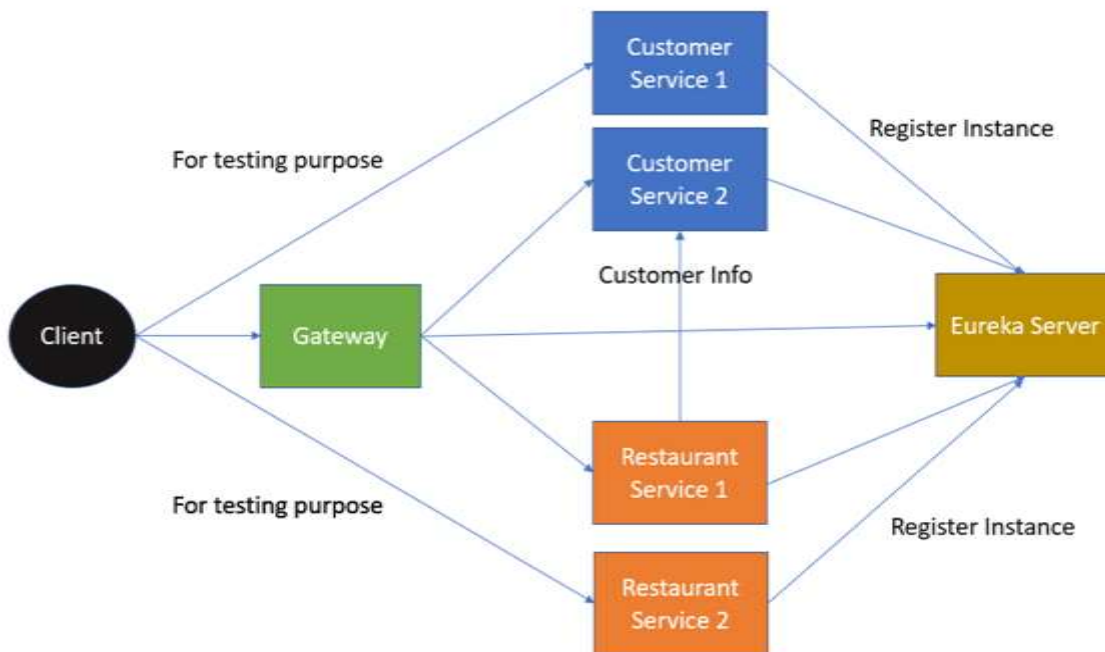 Customer
Service 1
Register Instance
For testing purpose
Customer
Service 2
Customer Info
Client
Gateway
Eureka Server
Restaurant
Service 1
For testing purpose
Register Instance
Restaurant
Service 2